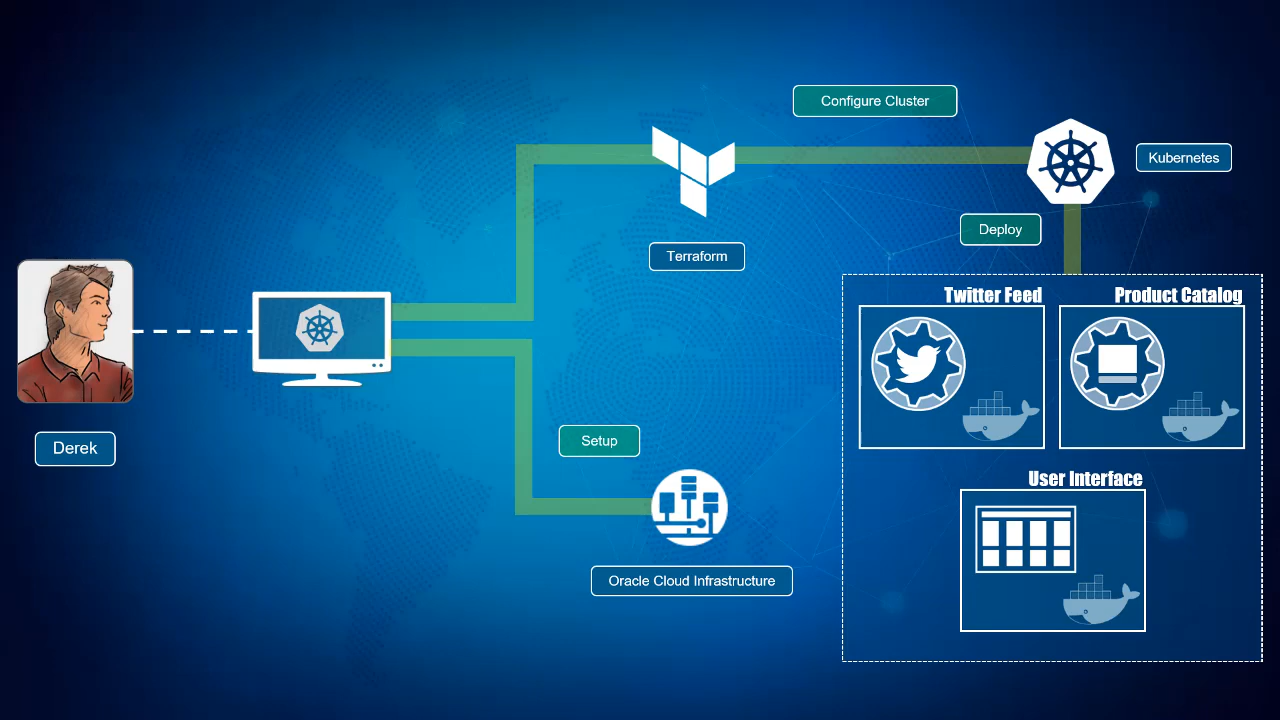 Configure Cluster
Kubernetes
Deploy
Terraform
Twitter Feed
Product Catalog
Derek
Setup
User Interface
Oracle Cloud Infrastructure